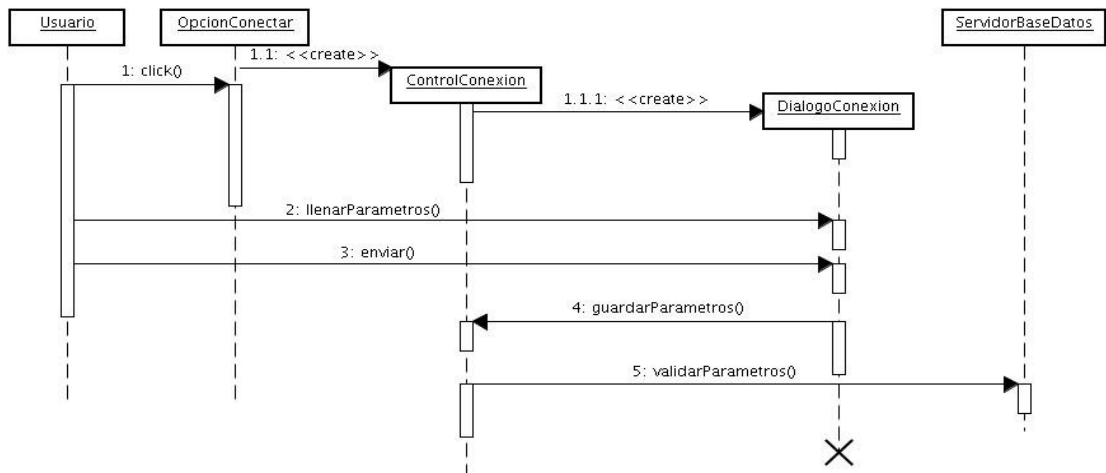 Usuario
OpcionConectar
ServidorBaseDatos
1.1: <<create>>
1: click()
ControlConexion
1.1.1: <<create>>
DialogoConexion
2: llenarParametros()
3: enviar()
4: guardarParametros()
5: validarParametros()